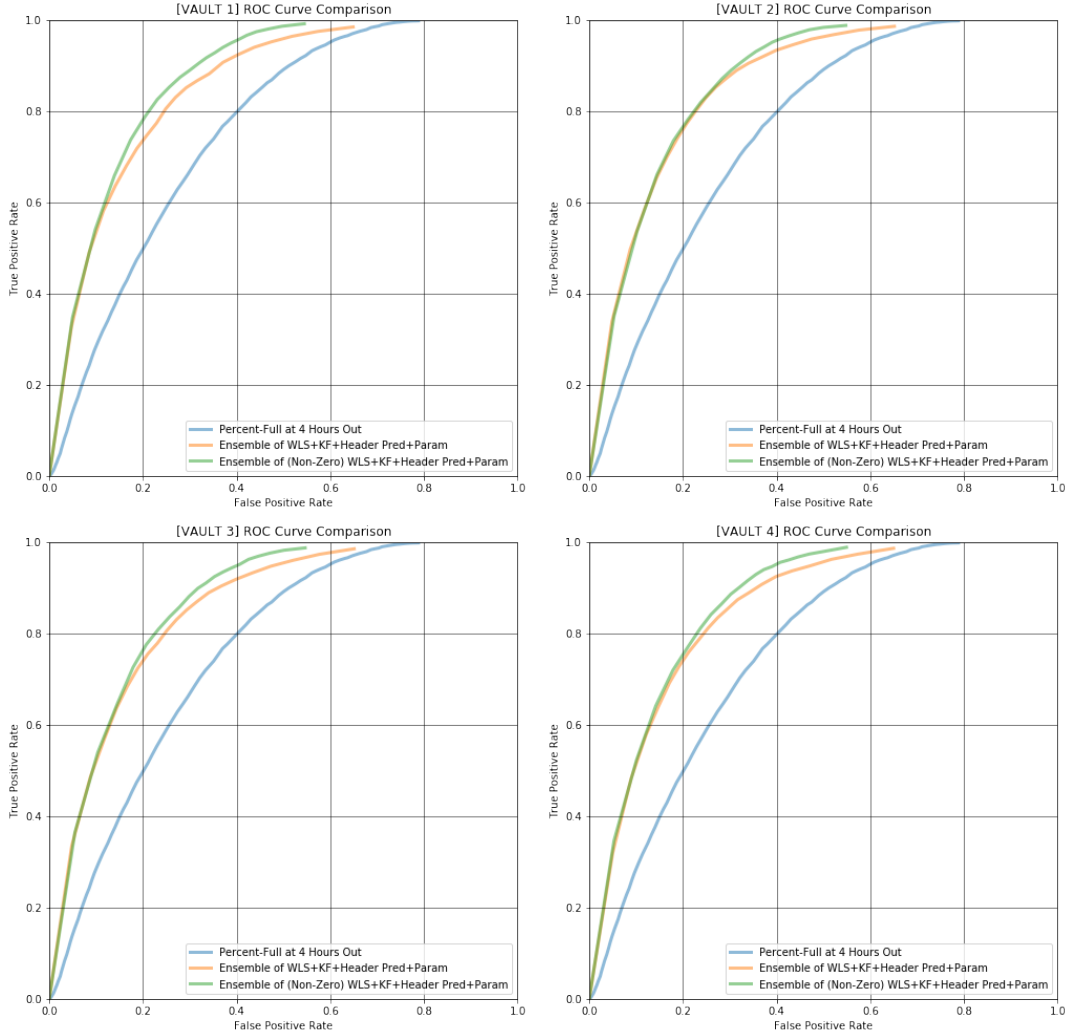 [VAULT 1] ROC Curve Comparison
1.0
0.8
0.6
0.4
0.2
0.0
True Positive Rate
Percent-Full at 4 Hours Out
Ensemble of WLS+KF+Header Pred+Param
Ensemble of (Non-Zero) WLS+KF+Header Pred+Param
0.0 0.2 0.4 0.6 0.8 1.0
False Positive Rate
[VAULT 2] ROC Curve Comparison
1.0
0.8
0.6
0.4
0.2
0.0
True Positive Rate
Percent-Full at 4 Hours Out
Ensemble of WLS+KF+Header Pred+Param
Ensemble of (Non-Zero) WLS+KF+Header Pred+Param
0.0 0.2 0.4 0.6 0.8 1.0
False Positive Rate
[VAULT 3] ROC Curve Comparison
1.0
0.8
0.6
0.4
0.2
0.0
True Positive Rate
Percent-Full at 4 Hours Out
Ensemble of WLS+KF+Header Pred+Param
Ensemble of (Non-Zero) WLS+KF+Header Pred+Param
0.0 0.2 0.4 0.6 0.8 1.0
False Positive Rate
[VAULT 4] ROC Curve Comparison
1.0
0.8
0.6
0.4
0.2
0.0
True Positive Rate
Percent-Full at 4 Hours Out
Ensemble of WLS+KF+Header Pred+Param
Ensemble of (Non-Zero) WLS+KF+Header Pred+Param
0.0 0.2 0.4 0.6 0.8 1.0
False Positive Rate